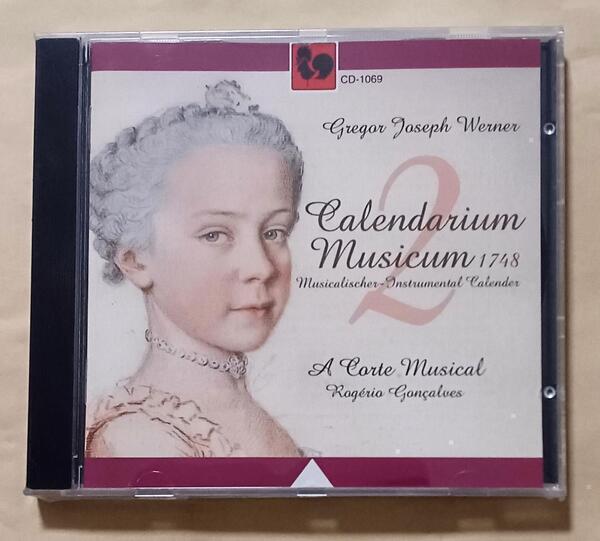 CD-1069
Gregor Joseph Werner
2
Calendarium
Musicum 1748
Musicalischer-Instrumental Calender
A Corte Musical
Rogério Gonçalves